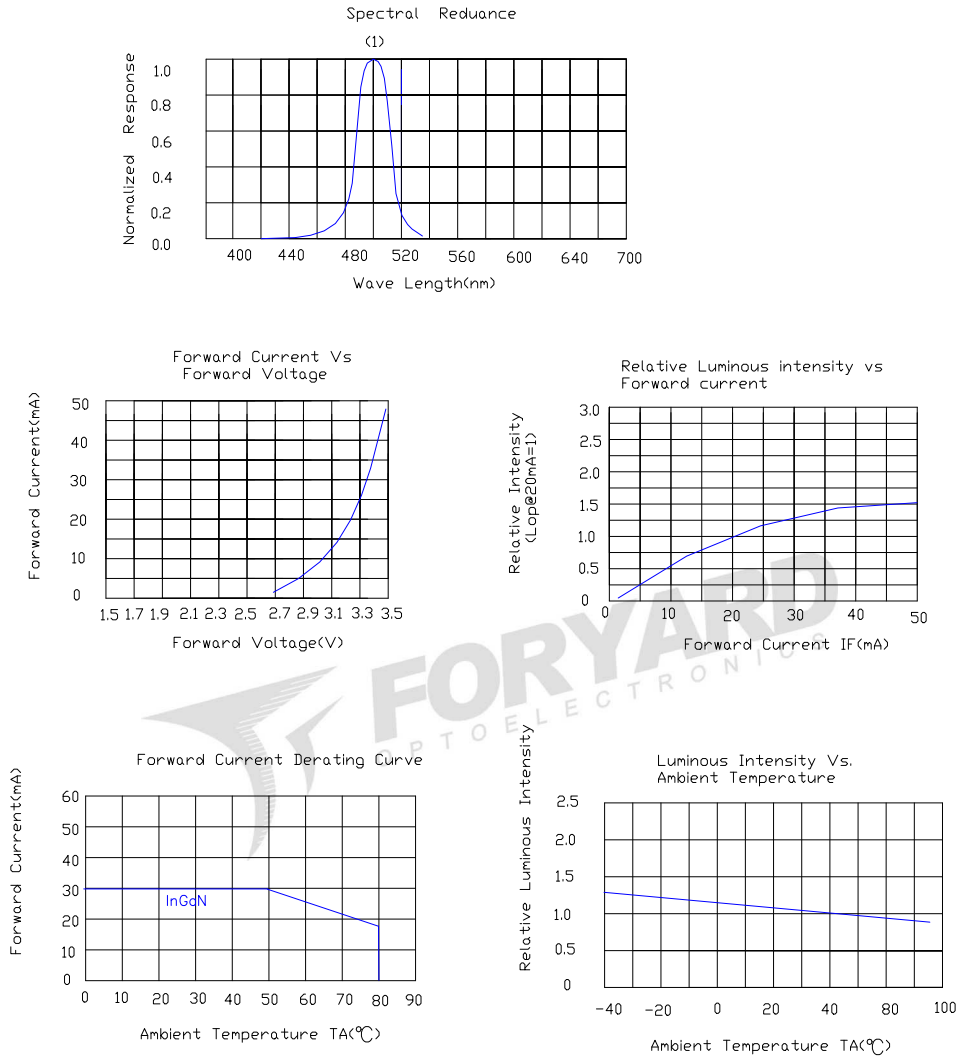 Spectral Reduance
(1)
Normalized Response
1.0
0.8
0.6
0.4
0.2
0.0
400 440 480 520 560 600 640 700
Wave Length(nm)
Forward Current Vs
Forward Voltage
Forward Current(mA)
50
40
30
20
10
0
1.5 1.7 1.9 2.1 2.3 2.5 2.7 2.9 3.1 3.3 3.5
Forward Voltage(V)
Relative Luminous intensity vs
Forward current
Relative Intensity
(Lop@20mA=1)
3.0
2.5
2.0
1.5
1.0
0.5
0
0 10 20 30 40 50
Forward Current IF(mA)
FORYARD
OPTOELECTRONICS
Forward Current Derating Curve
Forward Current(mA)
60
50
40
30
20
10
0
InGaN
0 10 20 30 40 50 70 80 90
Ambient Temperature TA(℃)
Luminous Intensity Vs.
Ambient Temperature
Relative Luminous Intensity
2.5
2.0
1.5
1.0
0.5
0
-40 -20 0 20 40 60 100
Ambient Temperature TA(℃)